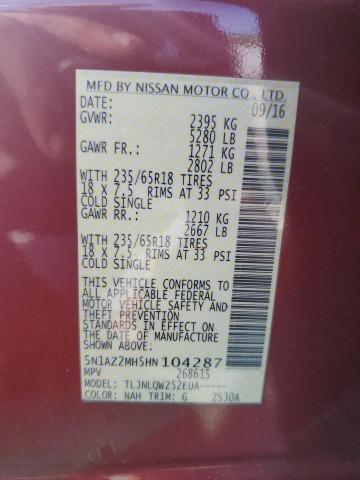 MFD BY NISSAN MOTOR CO., LTD.
DATE: 09/16
GVWR: 2395 KG
5280 LB
GAWR FR.: 1271 KG
2802 LB
WITH 235/65R18 TIRES
18 X 7.5 RIMS AT 33 PSI
COLD SINGLE
GAWR RR.: 1210 KG
2667 LB
WITH 235/65R18 TIRES
18 X 7.5 RIMS AT 33 PSI
COLD SINGLE
THIS VEHICLE CONFORMS TO
ALL APPLICABLE FEDERAL
MOTOR VEHICLE SAFETY AND
THEFT PREVENTION
STANDARDS IN EFFECT ON
THE DATE OF MANUFACTURE
SHOWN ABOVE.
5N1AZ2MH5HN104287
MPV 268615
MODEL: TLJNLQWZ52EUA-----
COLOR: NAH TRIM: G ZS30A